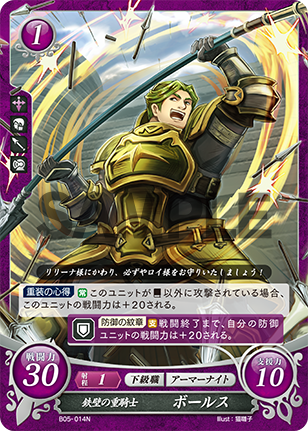 1
SAMPLE
リリーナ様にかわり、必ずやロイ様をお守りいたしましょう！
重装の心得 常 このユニットが 以外に攻撃されている場合、
このユニットの戦闘力は＋20される。
防御の紋章 支 戦闘終了まで、自分の防御
ユニットの戦闘力は＋20される。
戦闘力
30
射程 1 下級職 アーマーナイト
支援力
10
鉄壁の重騎士 ボールス
B05-014N
Illust：猫囃子